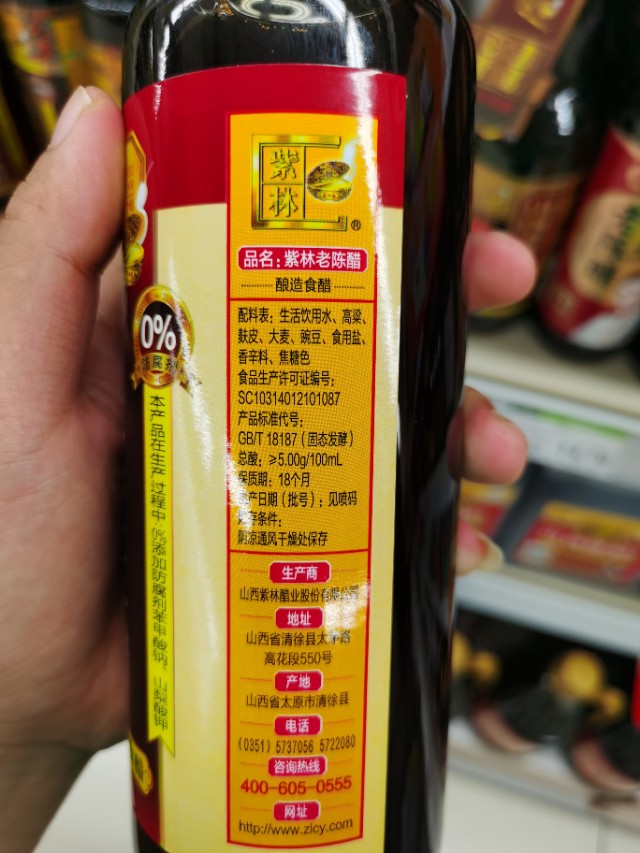 紫林
®
品名：紫林老陈醋
酿造食醋
配料表：生活饮用水、高粱、
麸皮、大麦、豌豆、食用盐、
香辛料、焦糖色
食品生产许可证编号：
SC10314012101087
产品标准代号：
GB/T 18187（固态发酵）
总酸：≥5.00g/100mL
保质期：18个月
生产日期（批号）：见喷码
贮存条件：
阴凉通风干燥处保存
生产商
山西紫林醋业股份有限公司
地址
山西省清徐县太茅路
高花段550号
产地
山西省太原市清徐县
电话
(0351) 5737056 5722080
咨询热线
400-605-0555
网址
http://www.zlcy.com
0%
防腐剂
本产品在生产过程中，0%添加防腐剂苯甲酸钠、山梨酸钾